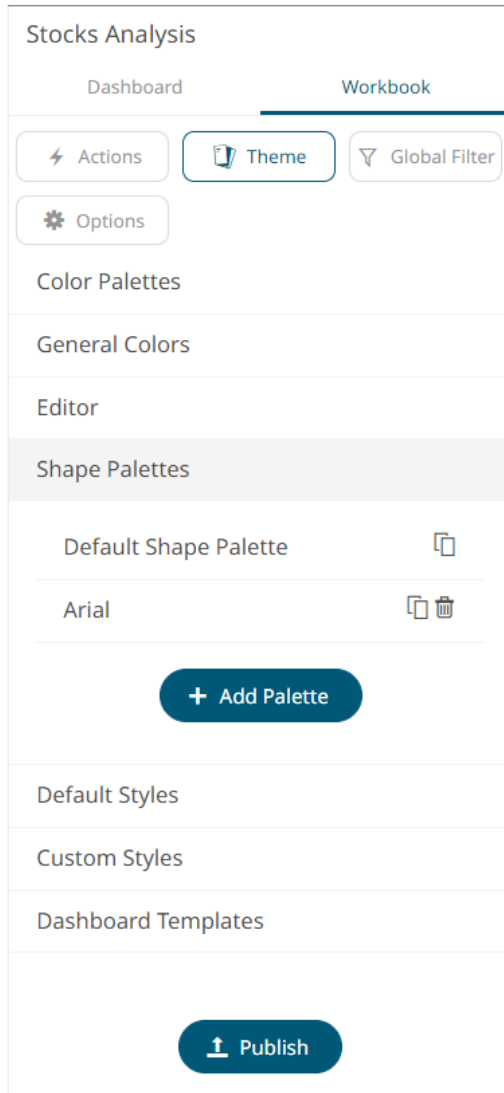 Stocks Analysis
Dashboard Workbook
Actions Theme Global Filter
Options
Color Palettes
General Colors
Editor
Shape Palettes
Default Shape Palette
Arial
+ Add Palette
Default Styles
Custom Styles
Dashboard Templates
Publish